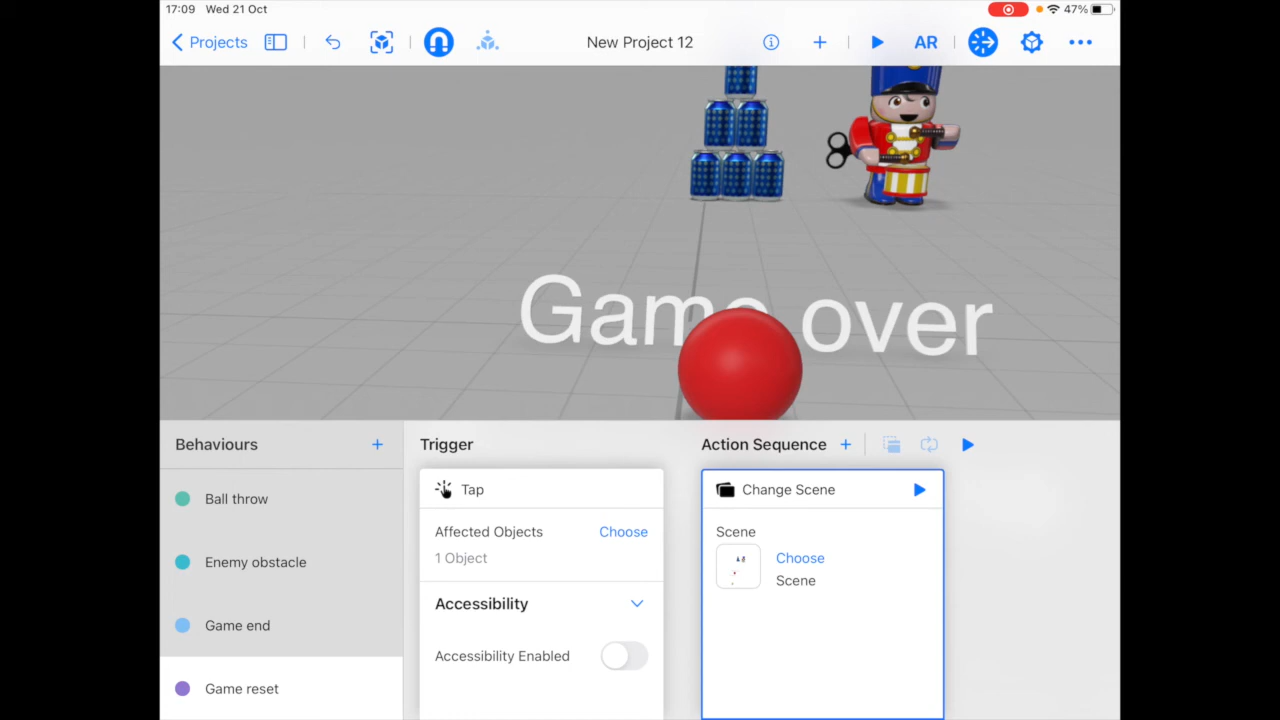 17:09 Wed 21 Oct
47%
Projects
New Project 12
AR
Game over
Behaviours
Trigger
Action Sequence
Ball throw
Enemy obstacle
Game end
Game reset
Tap
Affected Objects
Choose
1 Object
Accessibility
Accessibility Enabled
Change Scene
Scene
Choose
Scene